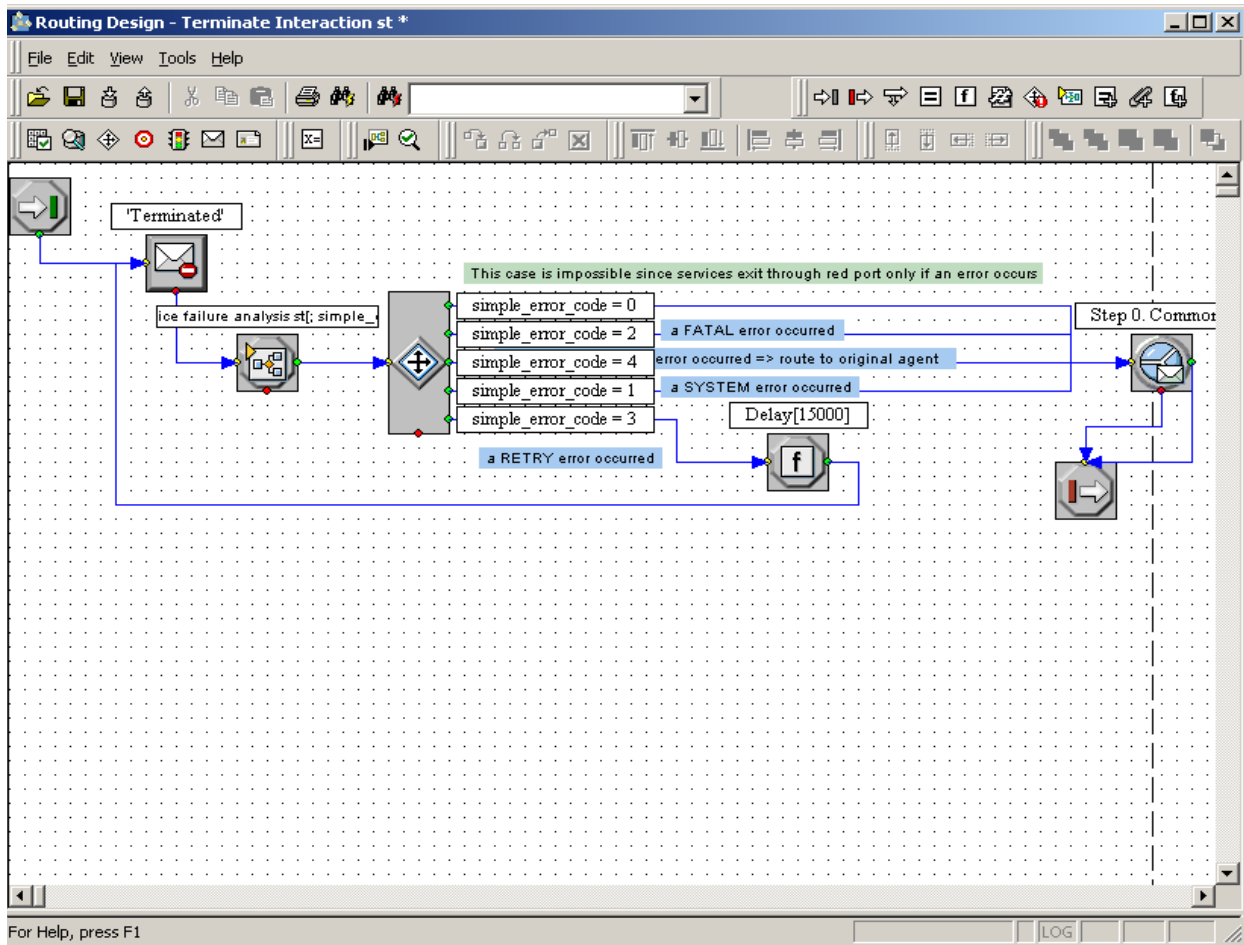 Routing Design - Terminate Interaction st *
File Edit View Tools Help
X=
'Terminated'
This case is impossible since services exit through red port only if an error occurs
ice failure analysis st[; simple_
simple_error_code = 0
Step 0. Common
simple_error_code = 2
a FATAL error occurred
simple_error_code = 4
error occurred => route to original agent
simple_error_code = 1
a SYSTEM error occurred
simple_error_code = 3
Delay[15000]
a RETRY error occurred
f
For Help, press F1
LOG